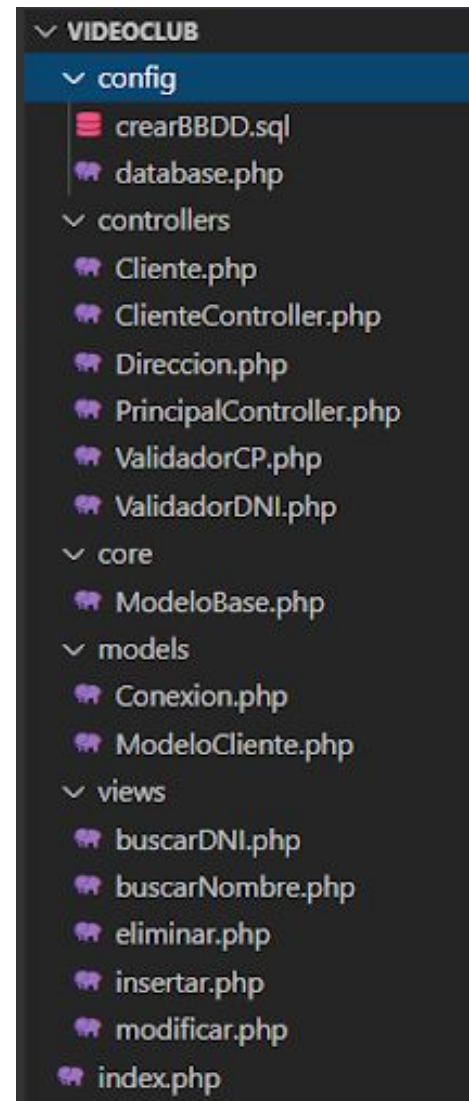 VIDEOCLUB
config
crearBBDD.sql
database.php
controllers
Cliente.php
ClienteController.php
Direccion.php
PrincipalController.php
ValidadorCP.php
ValidadorDNI.php
core
ModeloBase.php
models
Conexion.php
ModeloCliente.php
views
buscarDNI.php
buscarNombre.php
eliminar.php
insertar.php
modificar.php
index.php